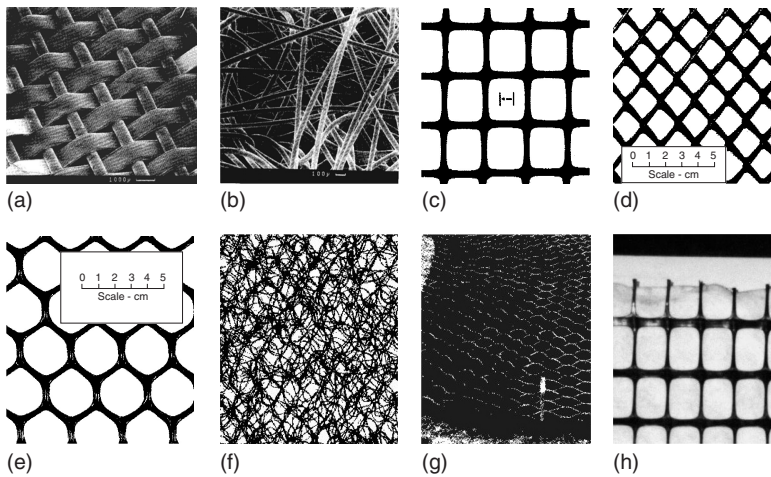 1000μ
100μ
(a)
(b)
(c)
0 1 2 3 4 5
Scale - cm
(d)
0 1 2 3 4 5
Scale - cm
(e)
(f)
(g)
(h)